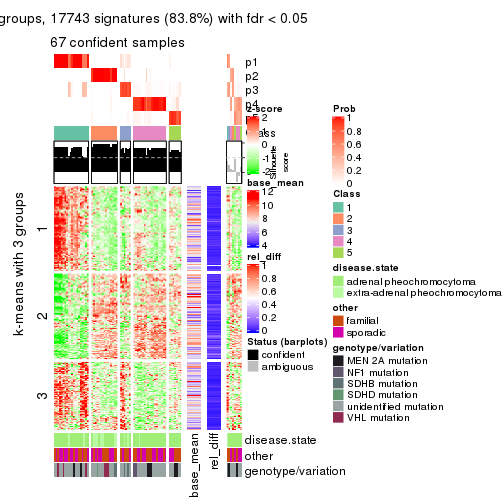 groups, 17743 signatures (83.8%) with fdr < 0.05
67 confident samples
p1
p2
p3
p4
p5
Class
Silhouette score
k-means with 3 groups
1
2
3
base_mean
rel_diff
disease.state
other
genotype/variation
z-score
2
1
0
-1
-2
base_mean
12
10
8
6
rel_diff
1
0.8
0.6
0.4
0.2
0
Status (barplots)
confident
ambiguous
Prob
1
0.8
0.6
0.4
0.2
0
Class
1
2
3
4
5
disease.state
adrenal pheochromocytoma
extra-adrenal pheochromocytoma
other
familial
sporadic
genotype/variation
MEN 2A mutation
NF1 mutation
SDHB mutation
SDHD mutation
unidentified mutation
VHL mutation